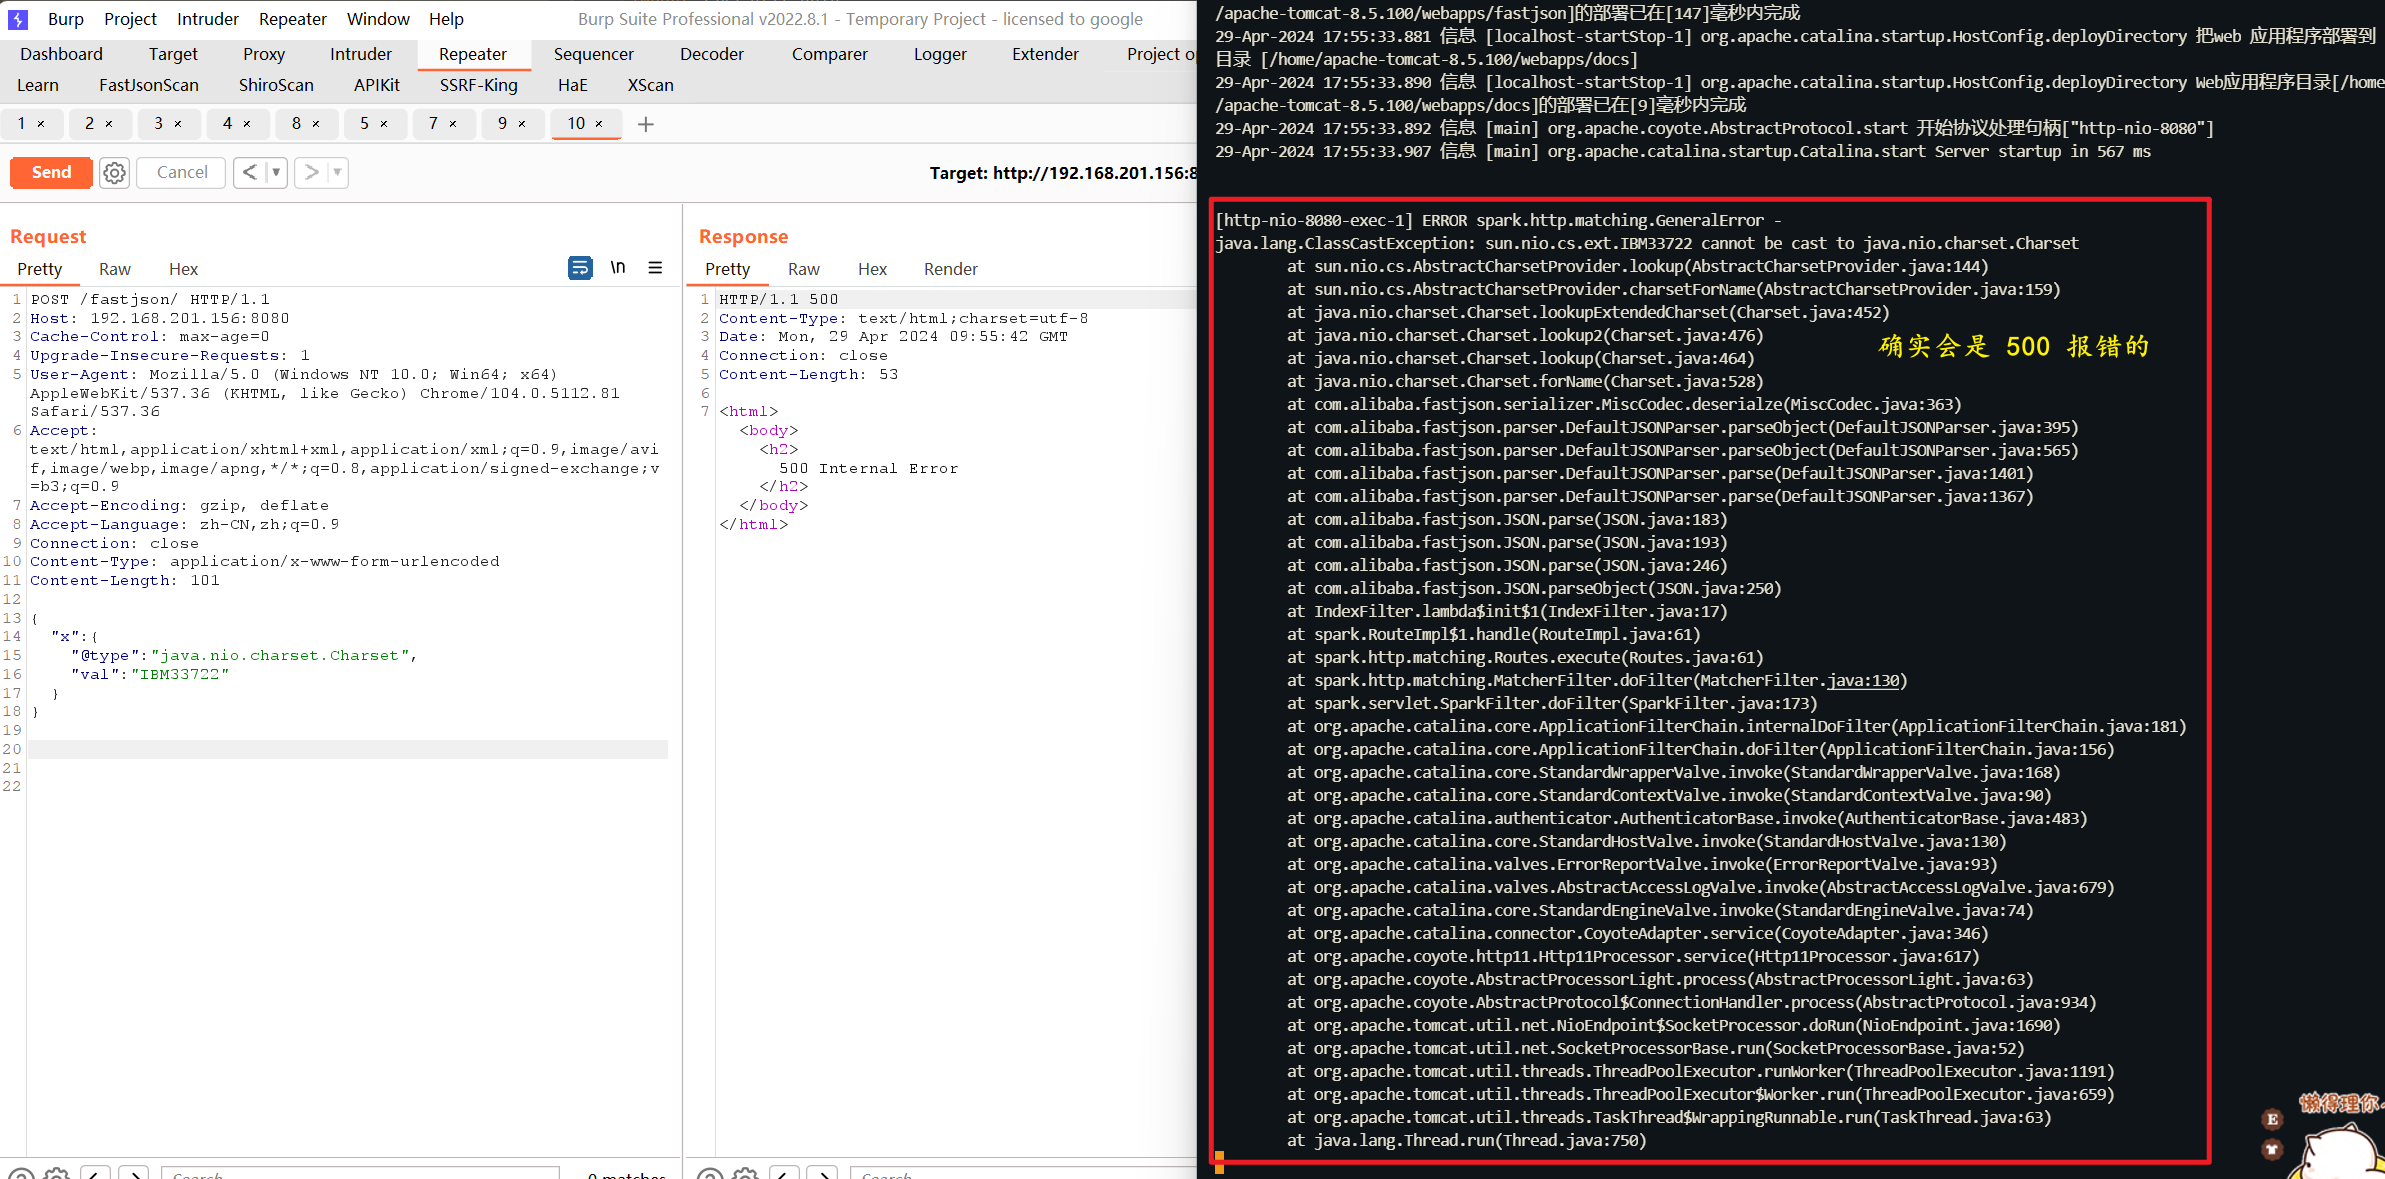 Burp Project Intruder Repeater Window Help Burp Suite Professional v2022.8.1 - Temporary Project - licensed to google
Dashboard Target Proxy Intruder Repeater Sequencer Decoder Comparer Logger Extender Project op
Learn FastJsonScan ShiroScan APIKit SSRF-King HaE XScan
1 × 2 × 3 × 4 × 8 × 5 × 7 × 9 × 10 × +
Send Cancel < ▼ > ▼ Target: http://192.168.201.156:8
Request
Pretty Raw Hex \n
1 POST /fastjson/ HTTP/1.1
2 Host: 192.168.201.156:8080
3 Cache-Control: max-age=0
4 Upgrade-Insecure-Requests: 1
5 User-Agent: Mozilla/5.0 (Windows NT 10.0; Win64; x64)
AppleWebKit/537.36 (KHTML, like Gecko) Chrome/104.0.5112.81
Safari/537.36
6 Accept:
text/html,application/xhtml+xml,application/xml;q=0.9,image/avi
f,image/webp,image/apng,*/*;q=0.8,application/signed-exchange;v
=b3;q=0.9
7 Accept-Encoding: gzip, deflate
8 Accept-Language: zh-CN,zh;q=0.9
9 Connection: close
10 Content-Type: application/x-www-form-urlencoded
11 Content-Length: 101
12
13 {
14 "x":{
15 "@type":"java.nio.charset.Charset",
16 "val":"IBM33722"
17 }
18 }
19
20
21
22
Search
0 matches
Response
Pretty Raw Hex Render
1 HTTP/1.1 500
2 Content-Type: text/html;charset=utf-8
3 Date: Mon, 29 Apr 2024 09:55:42 GMT
4 Connection: close
5 Content-Length: 53
6
7 <html>
<body>
<h2>
500 Internal Error
</h2>
</body>
</html>
Search
/apache-tomcat-8.5.100/webapps/fastjson]的部署已在[147]毫秒内完成
29-Apr-2024 17:55:33.881 信息 [localhost-startStop-1] org.apache.catalina.startup.HostConfig.deployDirectory 把web 应用程序部署到
目录 [/home/apache-tomcat-8.5.100/webapps/docs]
29-Apr-2024 17:55:33.890 信息 [localhost-startStop-1] org.apache.catalina.startup.HostConfig.deployDirectory Web应用程序目录[/home
/apache-tomcat-8.5.100/webapps/docs]的部署已在[9]毫秒内完成
29-Apr-2024 17:55:33.892 信息 [main] org.apache.coyote.AbstractProtocol.start 开始协议处理句柄["http-nio-8080"]
29-Apr-2024 17:55:33.907 信息 [main] org.apache.catalina.startup.Catalina.start Server startup in 567 ms
[http-nio-8080-exec-1] ERROR spark.http.matching.GeneralError -
java.lang.ClassCastException: sun.nio.cs.ext.IBM33722 cannot be cast to java.nio.charset.Charset
at sun.nio.cs.AbstractCharsetProvider.lookup(AbstractCharsetProvider.java:144)
at sun.nio.cs.AbstractCharsetProvider.charsetForName(AbstractCharsetProvider.java:159)
at java.nio.charset.Charset.lookupExtendedCharset(Charset.java:452)
at java.nio.charset.Charset.lookup2(Charset.java:476)
确实会是 500 报错的
at java.nio.charset.Charset.lookup(Charset.java:464)
at java.nio.charset.Charset.forName(Charset.java:528)
at com.alibaba.fastjson.serializer.MiscCodec.deserialze(MiscCodec.java:363)
at com.alibaba.fastjson.parser.DefaultJSONParser.parseObject(DefaultJSONParser.java:395)
at com.alibaba.fastjson.parser.DefaultJSONParser.parseObject(DefaultJSONParser.java:565)
at com.alibaba.fastjson.parser.DefaultJSONParser.parse(DefaultJSONParser.java:1401)
at com.alibaba.fastjson.parser.DefaultJSONParser.parse(DefaultJSONParser.java:1367)
at com.alibaba.fastjson.JSON.parse(JSON.java:183)
at com.alibaba.fastjson.JSON.parse(JSON.java:193)
at com.alibaba.fastjson.JSON.parse(JSON.java:246)
at com.alibaba.fastjson.JSON.parseObject(JSON.java:250)
at IndexFilter.lambda$init$1(IndexFilter.java:17)
at spark.RouteImpl$1.handle(RouteImpl.java:61)
at spark.http.matching.Routes.execute(Routes.java:61)
at spark.http.matching.MatcherFilter.doFilter(MatcherFilter.java:130)
at spark.servlet.SparkFilter.doFilter(SparkFilter.java:173)
at org.apache.catalina.core.ApplicationFilterChain.internalDoFilter(ApplicationFilterChain.java:181)
at org.apache.catalina.core.ApplicationFilterChain.doFilter(ApplicationFilterChain.java:156)
at org.apache.catalina.core.StandardWrapperValve.invoke(StandardWrapperValve.java:168)
at org.apache.catalina.core.StandardContextValve.invoke(StandardContextValve.java:90)
at org.apache.catalina.authenticator.AuthenticatorBase.invoke(AuthenticatorBase.java:483)
at org.apache.catalina.core.StandardHostValve.invoke(StandardHostValve.java:130)
at org.apache.catalina.valves.ErrorReportValve.invoke(ErrorReportValve.java:93)
at org.apache.catalina.valves.AbstractAccessLogValve.invoke(AbstractAccessLogValve.java:679)
at org.apache.catalina.core.StandardEngineValve.invoke(StandardEngineValve.java:74)
at org.apache.catalina.connector.CoyoteAdapter.service(CoyoteAdapter.java:346)
at org.apache.coyote.http11.Http11Processor.service(Http11Processor.java:617)
at org.apache.coyote.AbstractProcessorLight.process(AbstractProcessorLight.java:63)
at org.apache.coyote.AbstractProtocol$ConnectionHandler.process(AbstractProtocol.java:934)
at org.apache.tomcat.util.net.NioEndpoint$SocketProcessor.doRun(NioEndpoint.java:1690)
at org.apache.tomcat.util.net.SocketProcessorBase.run(SocketProcessorBase.java:52)
at org.apache.tomcat.util.threads.ThreadPoolExecutor.runWorker(ThreadPoolExecutor.java:1191)
at org.apache.tomcat.util.threads.ThreadPoolExecutor$Worker.run(ThreadPoolExecutor.java:659)
at org.apache.tomcat.util.threads.TaskThread$WrappingRunnable.run(TaskThread.java:63)
at java.lang.Thread.run(Thread.java:750)
懒得理你
E